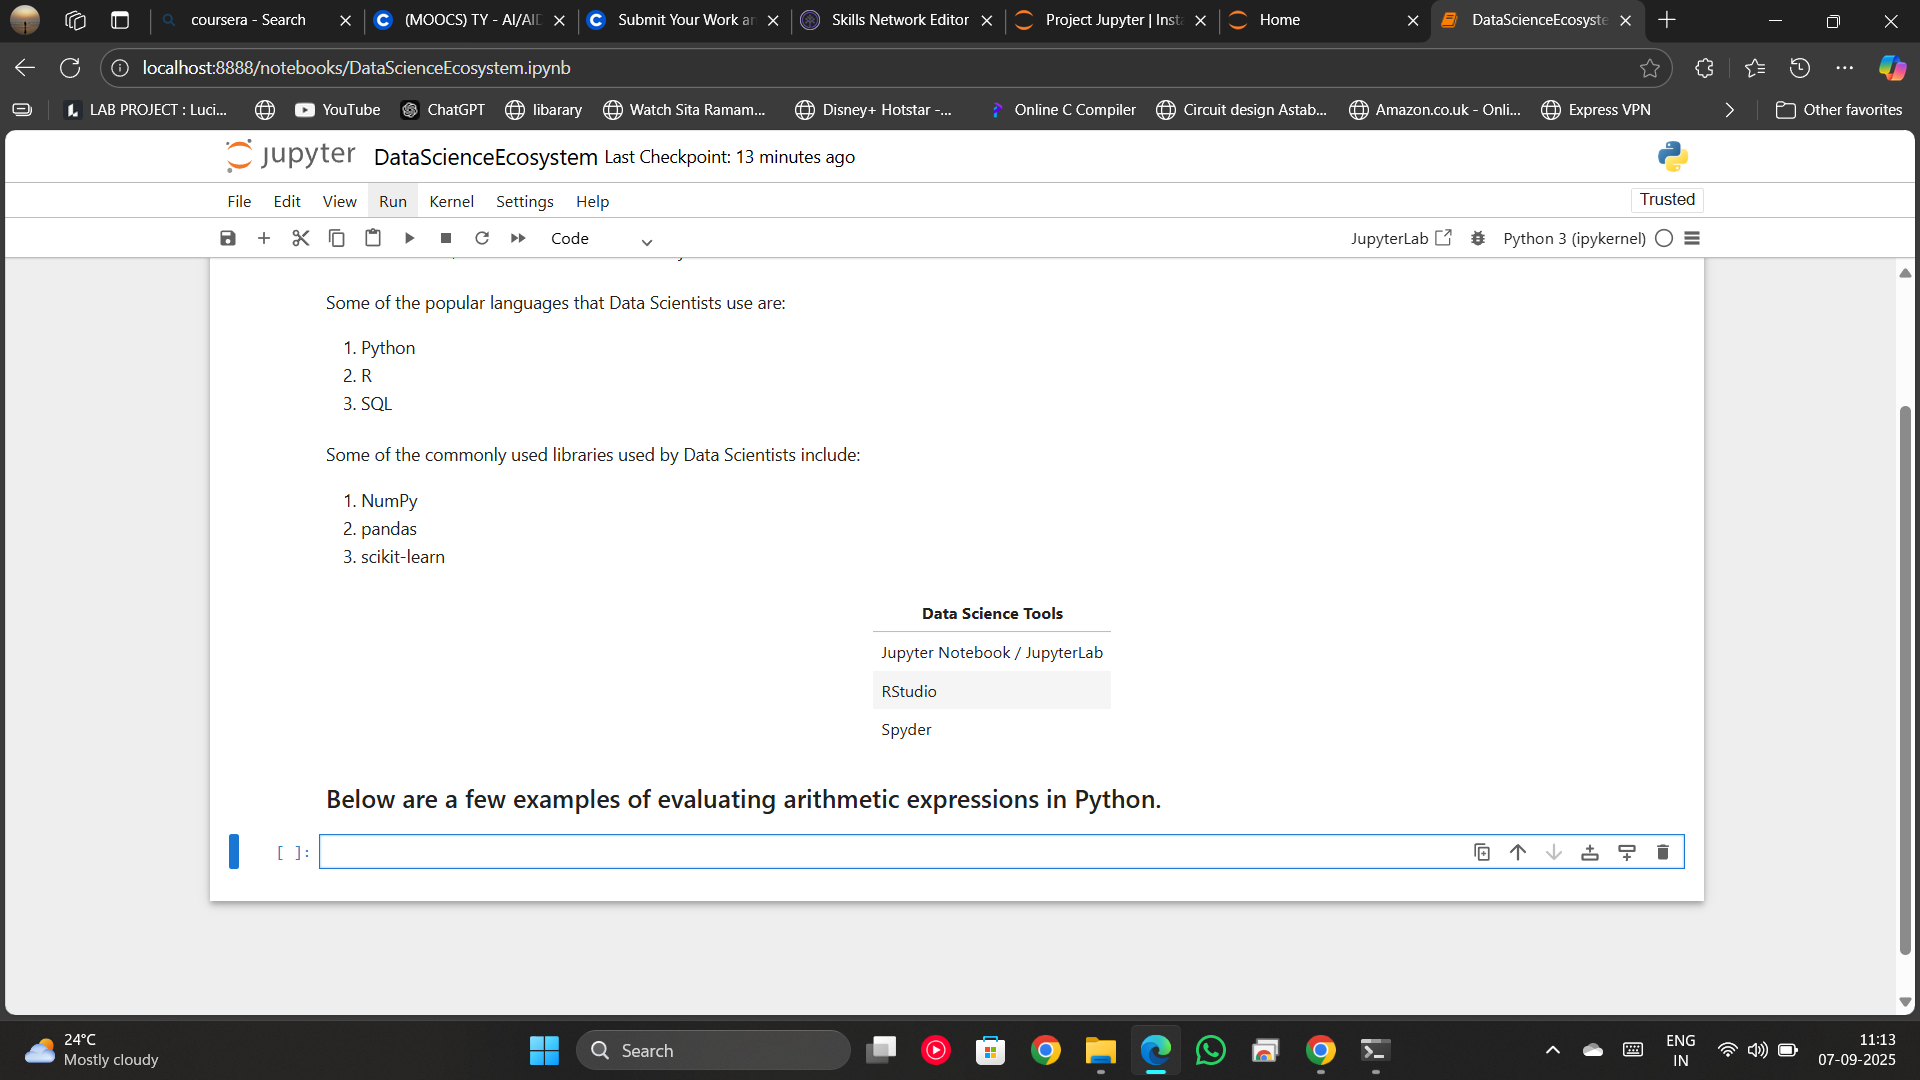 coursera - Search
(MOOCS) TY - AI/AID
Submit Your Work an
Skills Network Editor
Project Jupyter | Inst
Home
DataScienceEcosyste
localhost:8888/notebooks/DataScienceEcosystem.ipynb
LAB PROJECT : Luci...
YouTube
ChatGPT
libarary
Watch Sita Ramam...
Disney+ Hotstar -...
Online C Compiler
Circuit design Astab...
Amazon.co.uk - Onli...
Express VPN
Other favorites
jupyter DataScienceEcosystem Last Checkpoint: 13 minutes ago
File Edit View Run Kernel Settings Help
Trusted
Code
JupyterLab
Python 3 (ipykernel)
Some of the popular languages that Data Scientists use are:
1. Python
2. R
3. SQL
Some of the commonly used libraries used by Data Scientists include:
1. NumPy
2. pandas
3. scikit-learn
Data Science Tools
Jupyter Notebook / JupyterLab
RStudio
Spyder
Below are a few examples of evaluating arithmetic expressions in Python.
[ ]:
24°C
Mostly cloudy
Search
ENG
IN
11:13
07-09-2025